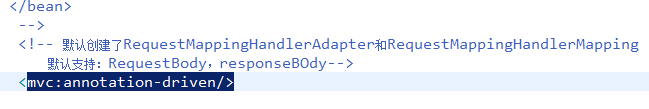 </bean>
-->
<!-- 默认创建了RequestMappingHandlerAdapter和RequestMappingHandlerMapping
默认支持：RequestBody，responseBOdy-->
<mvc:annotation-driven/>